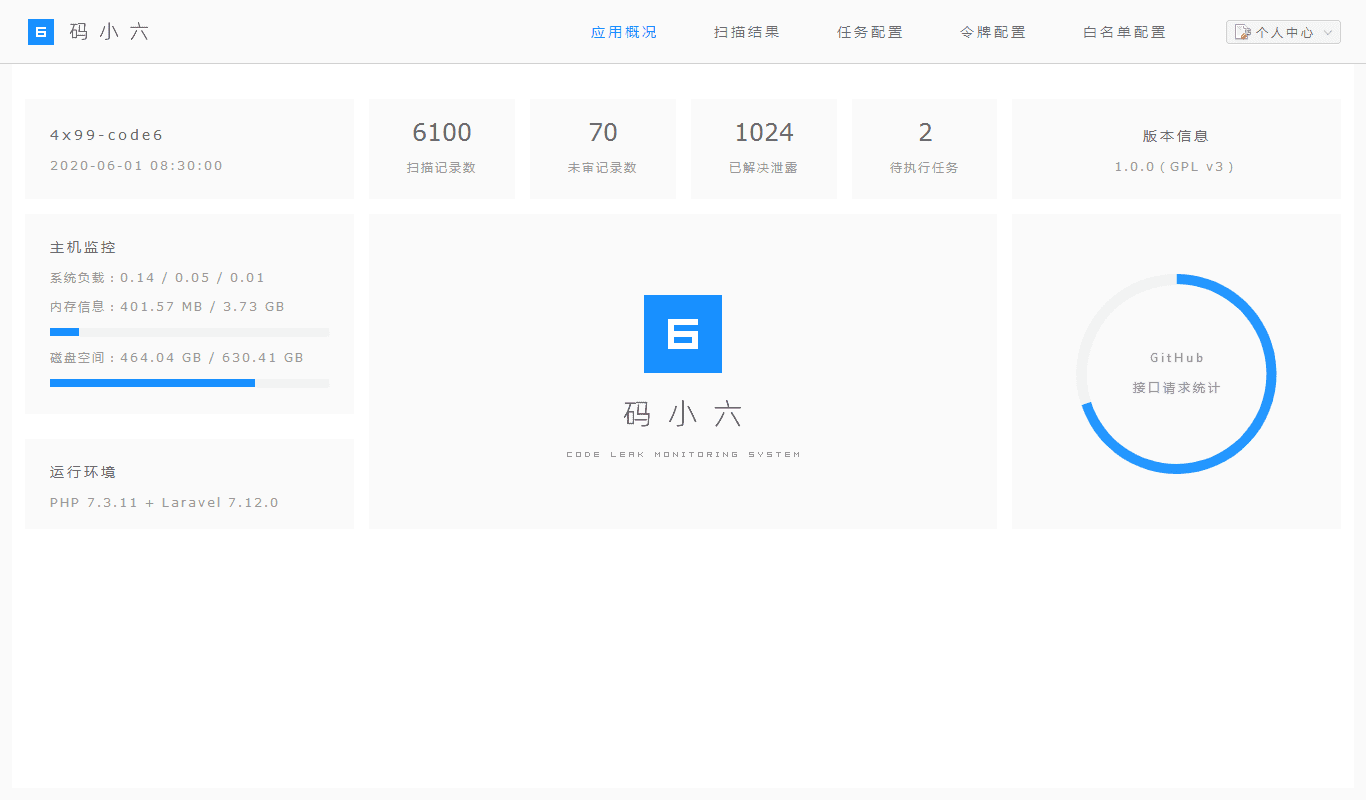 6 码小六
应用概况 扫描结果 任务配置 令牌配置 白名单配置 个人中心
4x99-code6
2020-06-01 08:30:00
6100
扫描记录数
70
未审记录数
1024
已解决泄露
2
待执行任务
版本信息
1.0.0 ( GPL v3 )
主机监控
系统负载 : 0.14 / 0.05 / 0.01
内存信息 : 401.57 MB / 3.73 GB
磁盘空间 : 464.04 GB / 630.41 GB
运行环境
PHP 7.3.11 + Laravel 7.12.0
6
码小六
CODE LEAK MONITORING SYSTEM
GitHub
接口请求统计